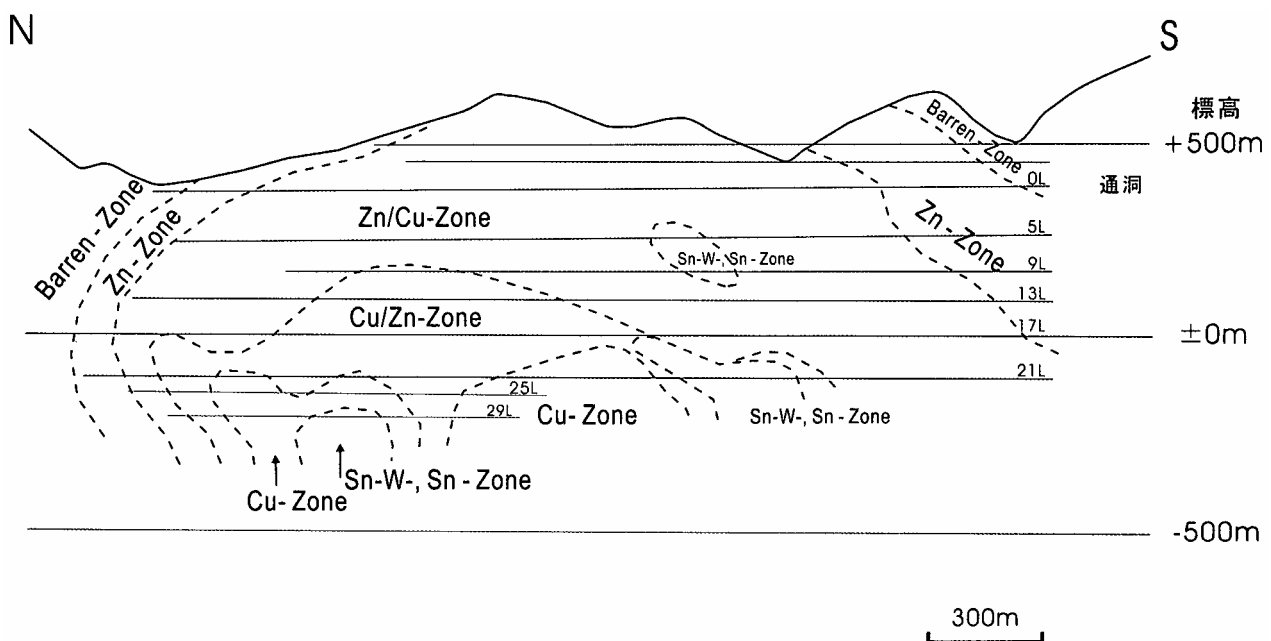 N
S
標高
+500m
Barren-Zone
0L
通洞
Barren-Zone
Zn-Zone
Zn/Cu-Zone
Zn-Zone
5L
Sn-W-, Sn-Zone
9L
13L
Cu/Zn-Zone
17L
±0m
21L
25L
29L
Cu-Zone
Sn-W-, Sn-Zone
Sn-W-, Sn-Zone
Cu-Zone
-500m
300m